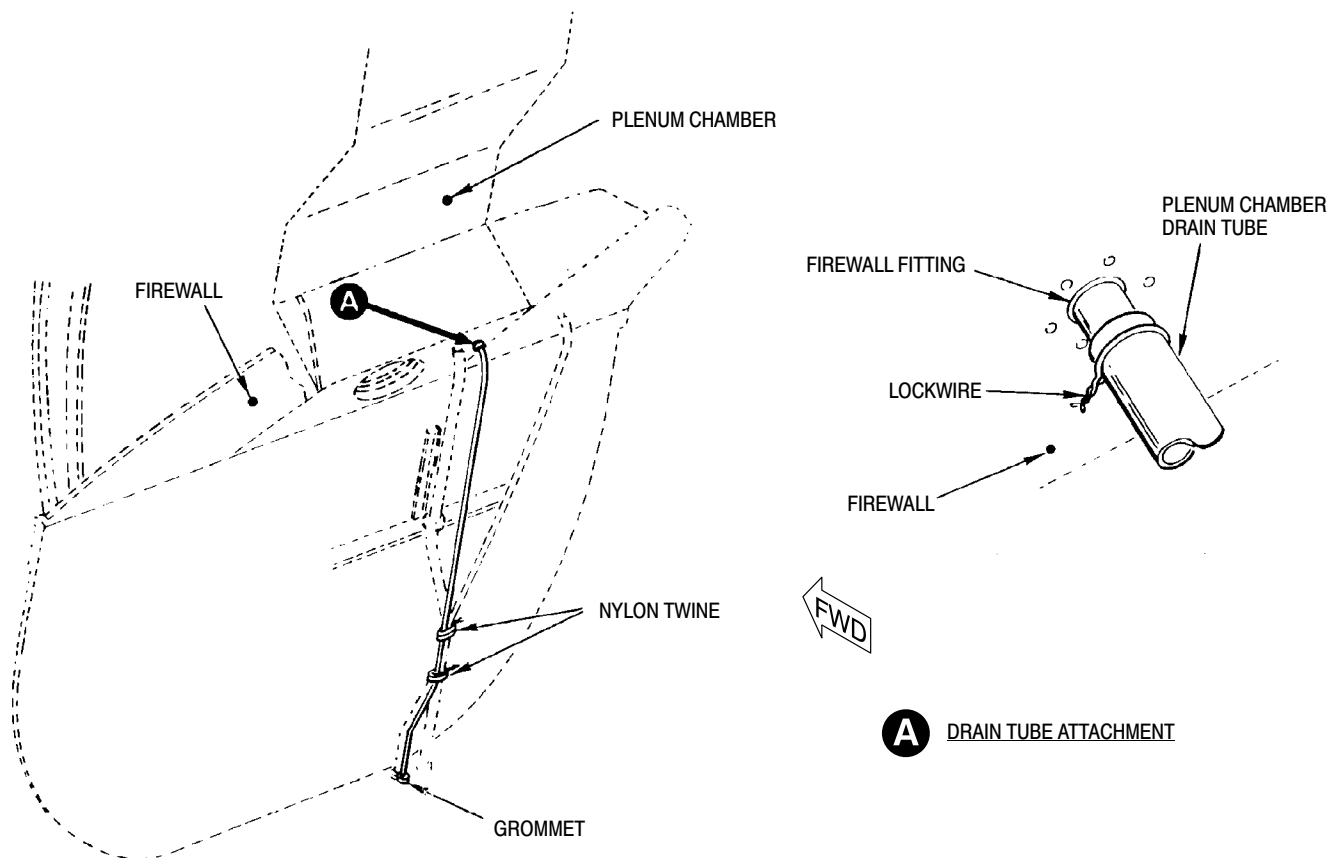 PLENUM CHAMBER
FIREWALL
A
NYLON TWINE
GROMMET
PLENUM CHAMBER
DRAIN TUBE
FIREWALL FITTING
LOCKWIRE
FIREWALL
FWD
A DRAIN TUBE ATTACHMENT